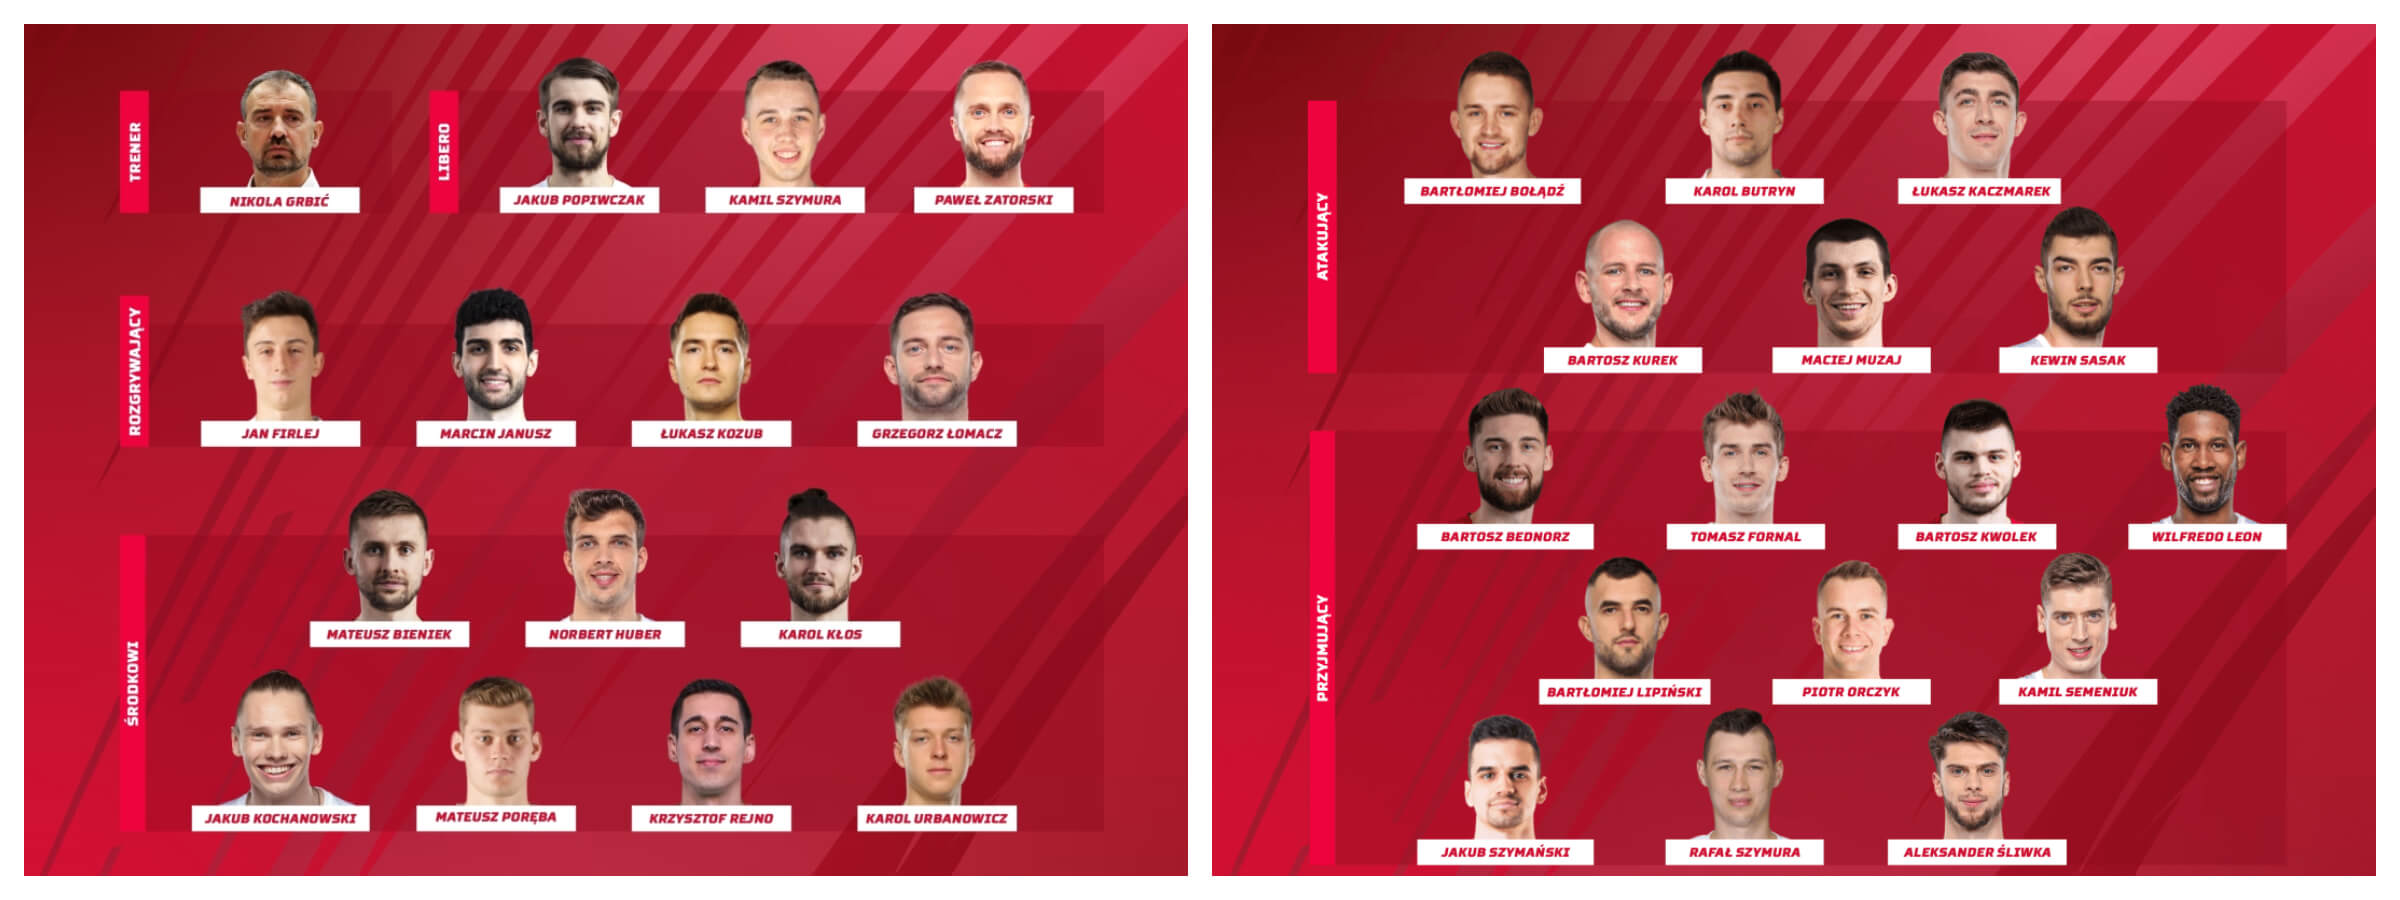 TRENER
NIKOLA GRBIĆ
LIBERO
JAKUB POPIWCZAK
KAMIL SZYMURA
PAWEŁ ZATORSKI
ROZGRYWAJĄCY
JAN FIRLEJ
MARCIN JANUSZ
ŁUKASZ KOZUB
GRZEGORZ ŁOMACZ
ŚRODKOWI
MATEUSZ BIENIEK
NORBERT HUBER
KAROL KŁOS
JAKUB KOCHANOWSKI
MATEUSZ PORĘBA
KRZYSZTOF REJNO
KAROL URBANOWICZ
ATAKUJĄCY
BARTŁOMIEJ BOŁĄDŹ
KAROL BUTRYN
ŁUKASZ KACZMAREK
BARTOSZ KUREK
MACIEJ MUZAJ
KEWIN SASAK
PRZYJMUJĄCY
BARTOSZ BEDNORZ
TOMASZ FORNAL
BARTOSZ KWOLEK
WILFREDO LEON
BARTŁOMIEJ LIPIŃSKI
PIOTR ORCZYK
KAMIL SEMENIUK
JAKUB SZYMAŃSKI
RAFAŁ SZYMURA
ALEKSANDER ŚLIWKA